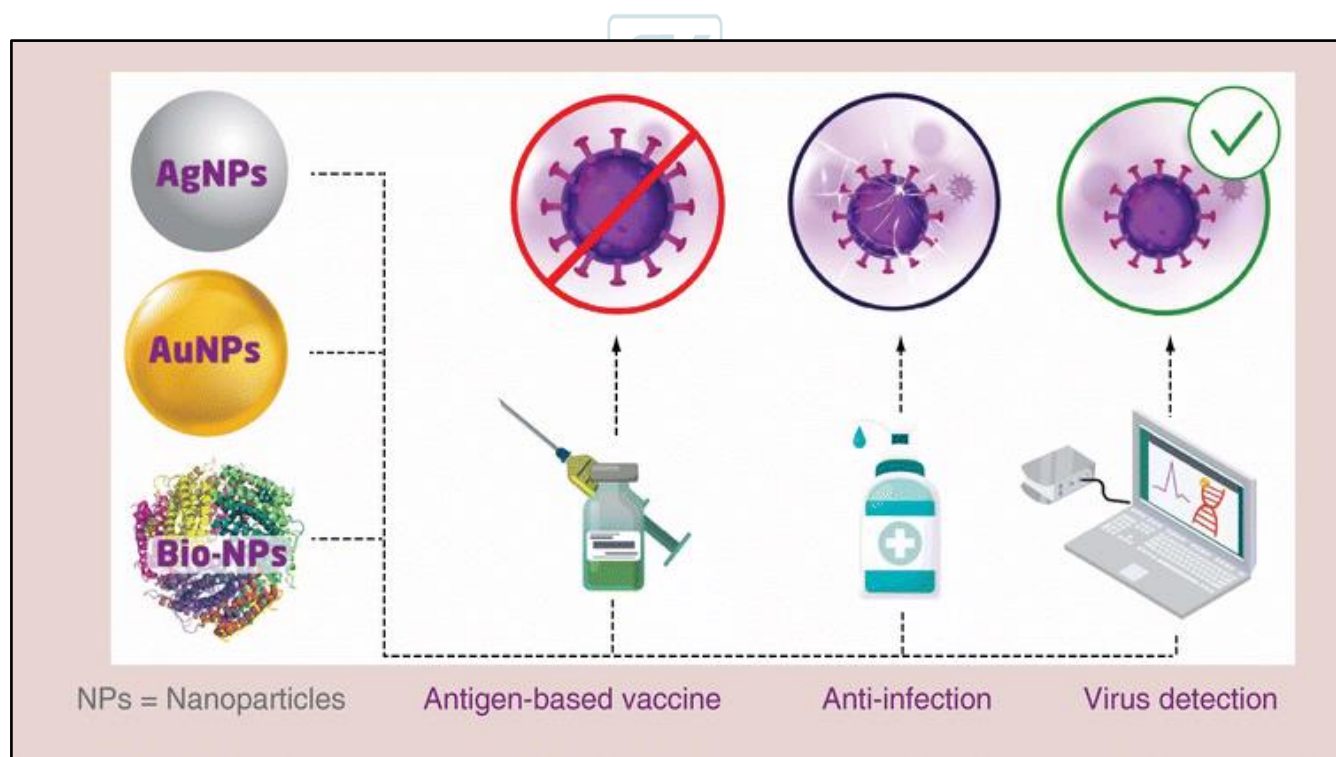 AgNPs
AuNPs
Bio-NPs
NPs = Nanoparticles
Antigen-based vaccine
Anti-infection
Virus detection